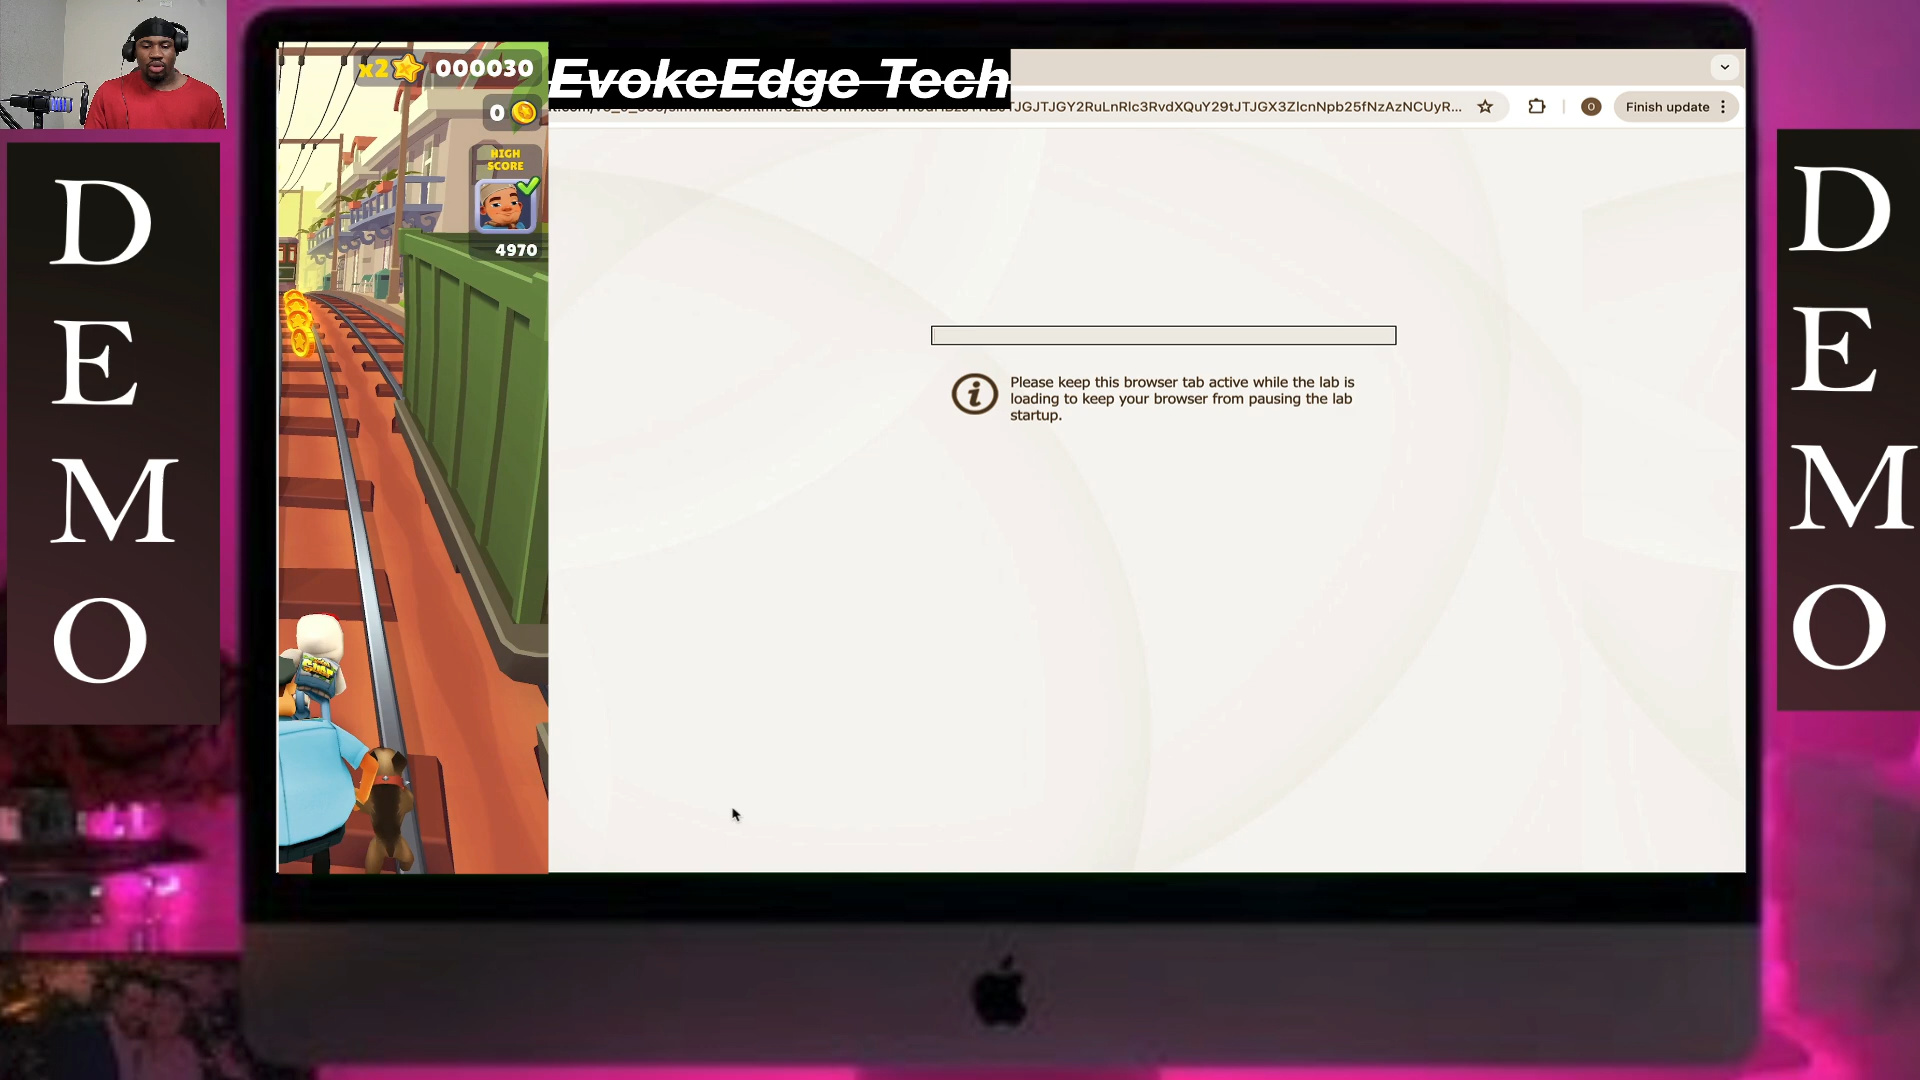 x2 000030
0
HIGH
SCORE
4970
EvokeEdge Tech
TJGJTJGY2RuLnRlc3RvdXQuY29tJTJGX3ZlcnNpb25fNzAzNCUyR...
O
Finish update
Please keep this browser tab active while the lab is
loading to keep your browser from pausing the lab
startup.
D
E
M
O
D
E
M
O